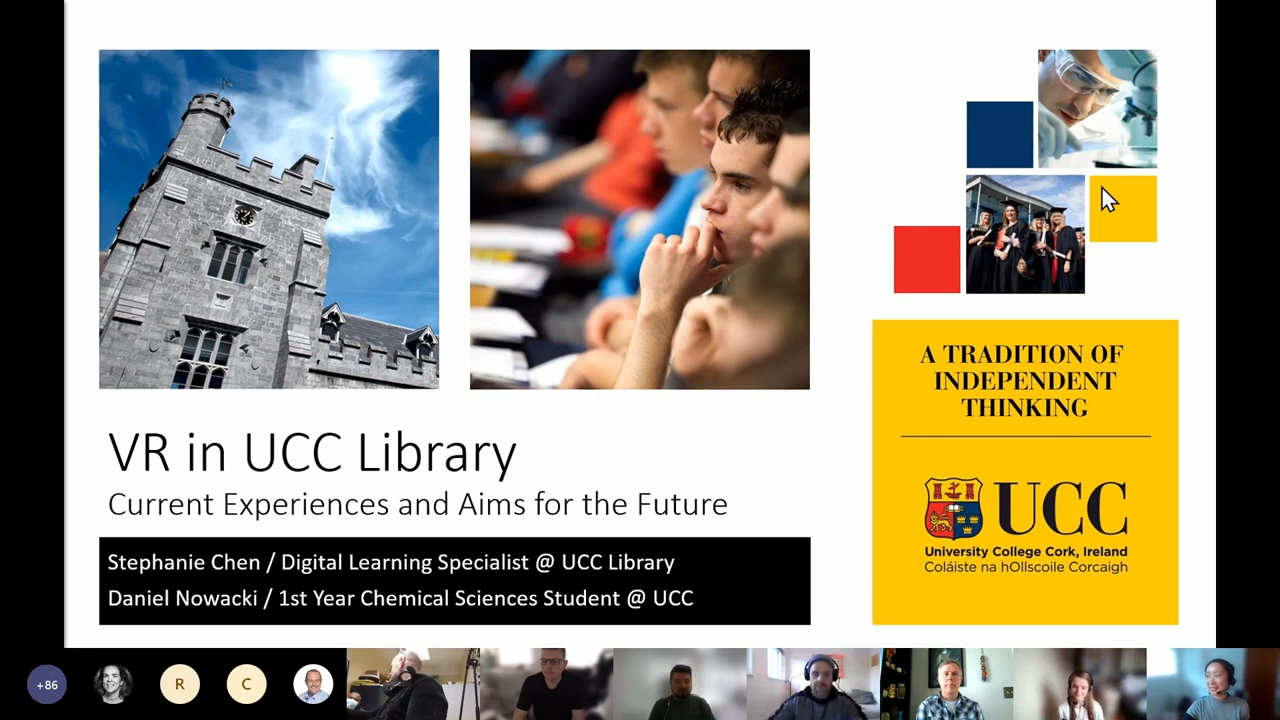 A TRADITION OF
INDEPENDENT
THINKING
UCC
University College Cork, Ireland
Coláiste na hOllscoile Corcaigh
VR in UCC Library
Current Experiences and Aims for the Future
Stephanie Chen / Digital Learning Specialist @ UCC Library
Daniel Nowacki / 1st Year Chemical Sciences Student @ UCC
+86
R
C